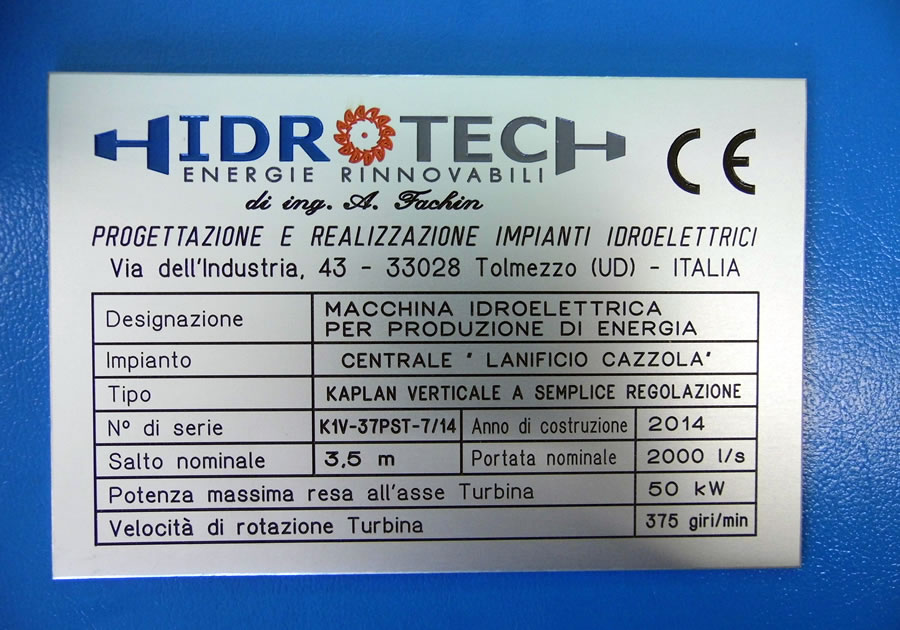 HIDROTECH
ENERGIE RINNOVABILI
di ing. A. Fachin
CE
PROGETTAZIONE E REALIZZAZIONE IMPIANTI IDROELETTRICI
Via dell'Industria, 43 - 33028 Tolmezzo (UD) - ITALIA
Designazione MACCHINA IDROELETTRICA
PER PRODUZIONE DI ENERGIA
Impianto CENTRALE " LANIFICIO CAZZOLA"
Tipo KAPLAN VERTICALE A SEMPLICE REGOLAZIONE
N° di serie K1V-37PST-7/14 Anno di costruzione 2014
Salto nominale 3,5 m Portata nominale 2000 l/s
Potenza massima resa all'asse Turbina 50 kW
Velocità di rotazione Turbina 375 giri/min